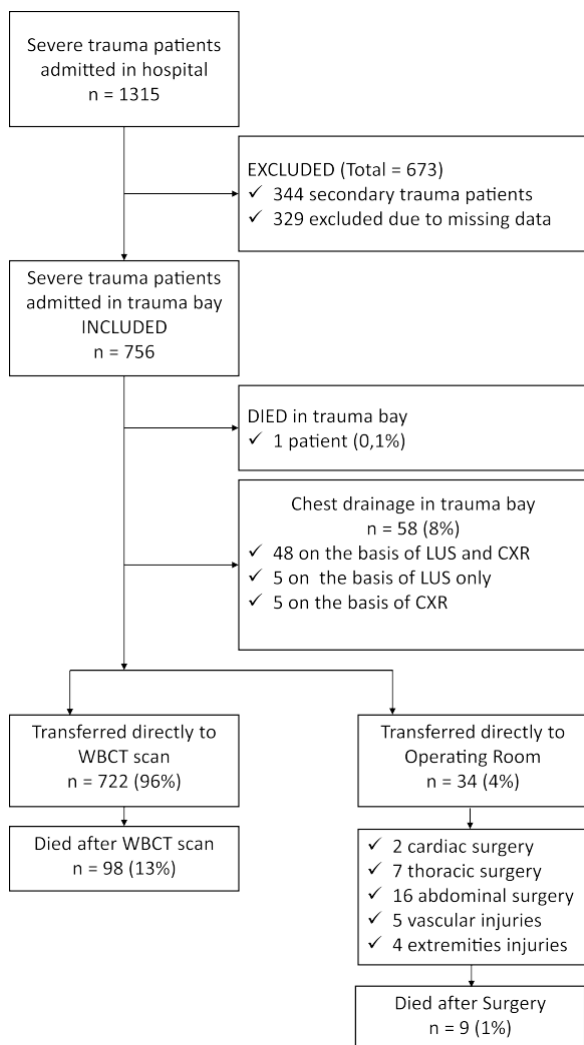 Severe trauma patients
admitted in hospital
n = 1315
EXCLUDED (Total = 673)
✓ 344 secondary trauma patients
✓ 329 excluded due to missing data
Severe trauma patients
admitted in trauma bay
INCLUDED
n = 756
DIED in trauma bay
✓ 1 patient (0,1%)
Chest drainage in trauma bay
n = 58 (8%)
✓ 48 on the basis of LUS and CXR
✓ 5 on the basis of LUS only
✓ 5 on the basis of CXR
Transferred directly to
WBCT scan
n = 722 (96%)
Died after WBCT scan
n = 98 (13%)
Transferred directly to
Operating Room
n = 34 (4%)
✓ 2 cardiac surgery
✓ 7 thoracic surgery
✓ 16 abdominal surgery
✓ 5 vascular injuries
✓ 4 extremities injuries
Died after Surgery
n = 9 (1%)